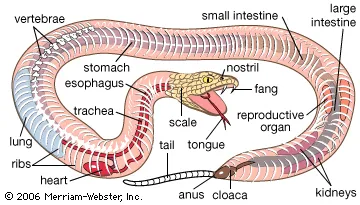 vertebrae
small intestine
large
intestine
stomach
esophagus
nostril
fang
trachea
scale
reproductive
organ
lung
tail
tongue
ribs
heart
anus
cloaca
kidneys
© 2006 Merriam-Webster, Inc.